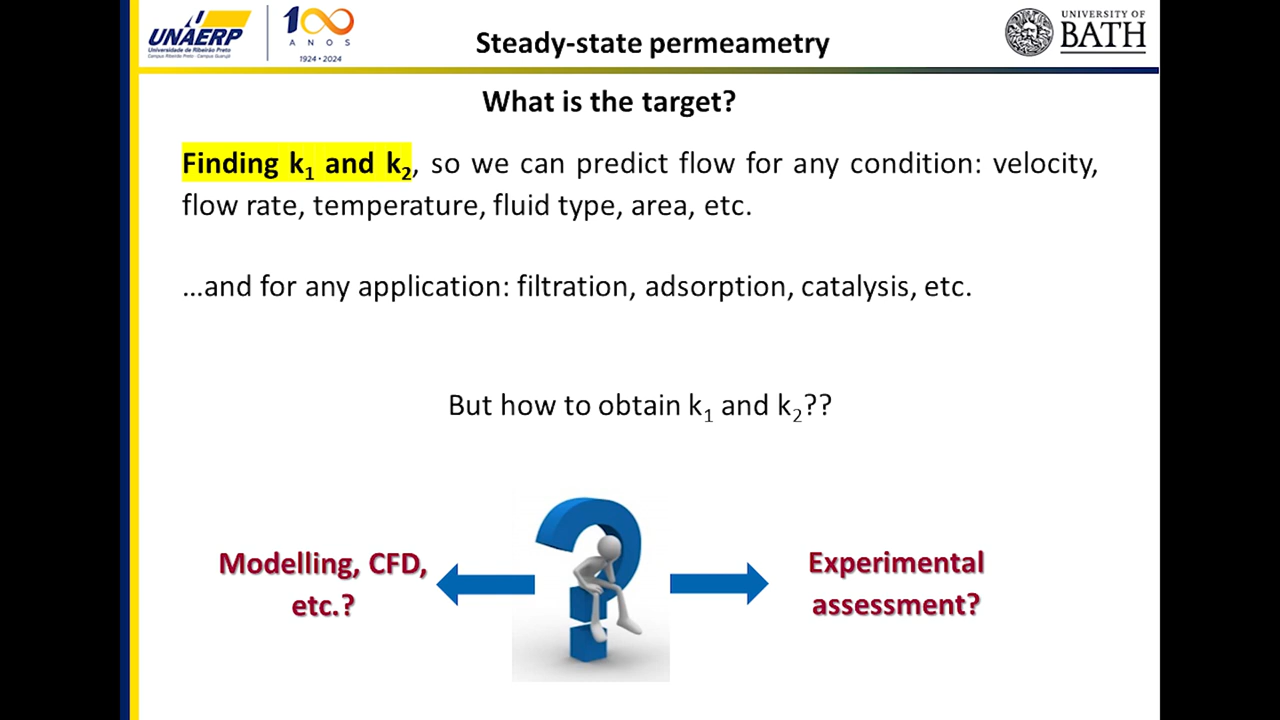 UNAERP
Universidade de Ribeirão Preto
Campus Ribeirão Preto - Campus Guarujá
100
ANOS
1924 • 2024
Steady-state permeametry
UNIVERSITY OF
BATH
What is the target?
Finding k₁ and k₂, so we can predict flow for any condition: velocity,
flow rate, temperature, fluid type, area, etc.
...and for any application: filtration, adsorption, catalysis, etc.
But how to obtain k₁ and k₂??
Modelling, CFD,
etc.?
Experimental
assessment?